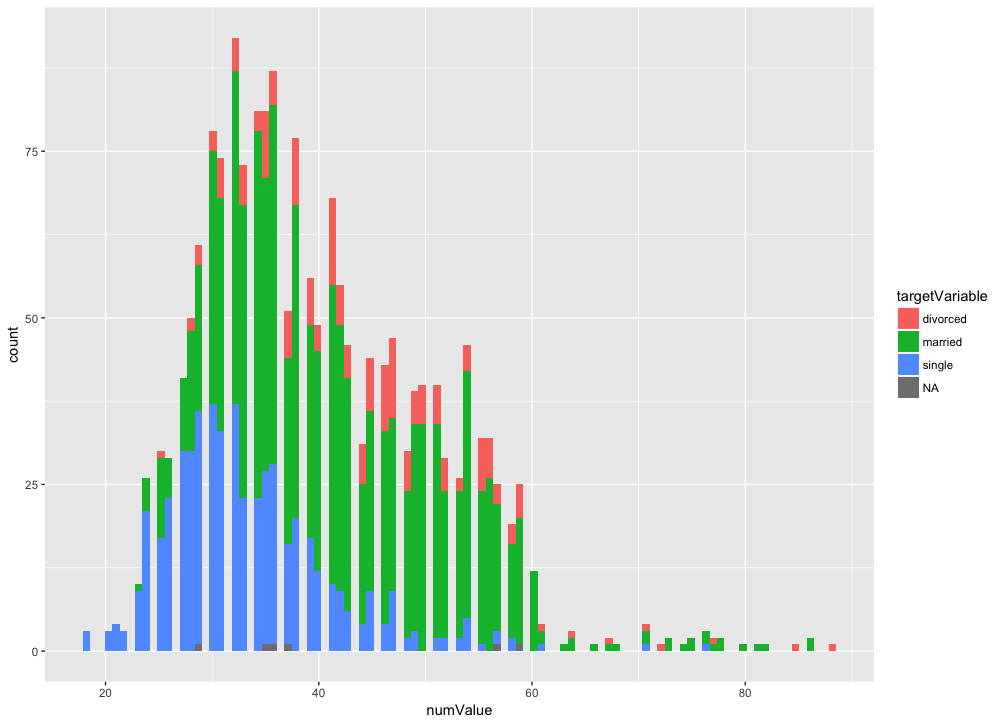 75
50
25
0
count
20
40
60
80
numValue
targetVariable
divorced
married
single
NA